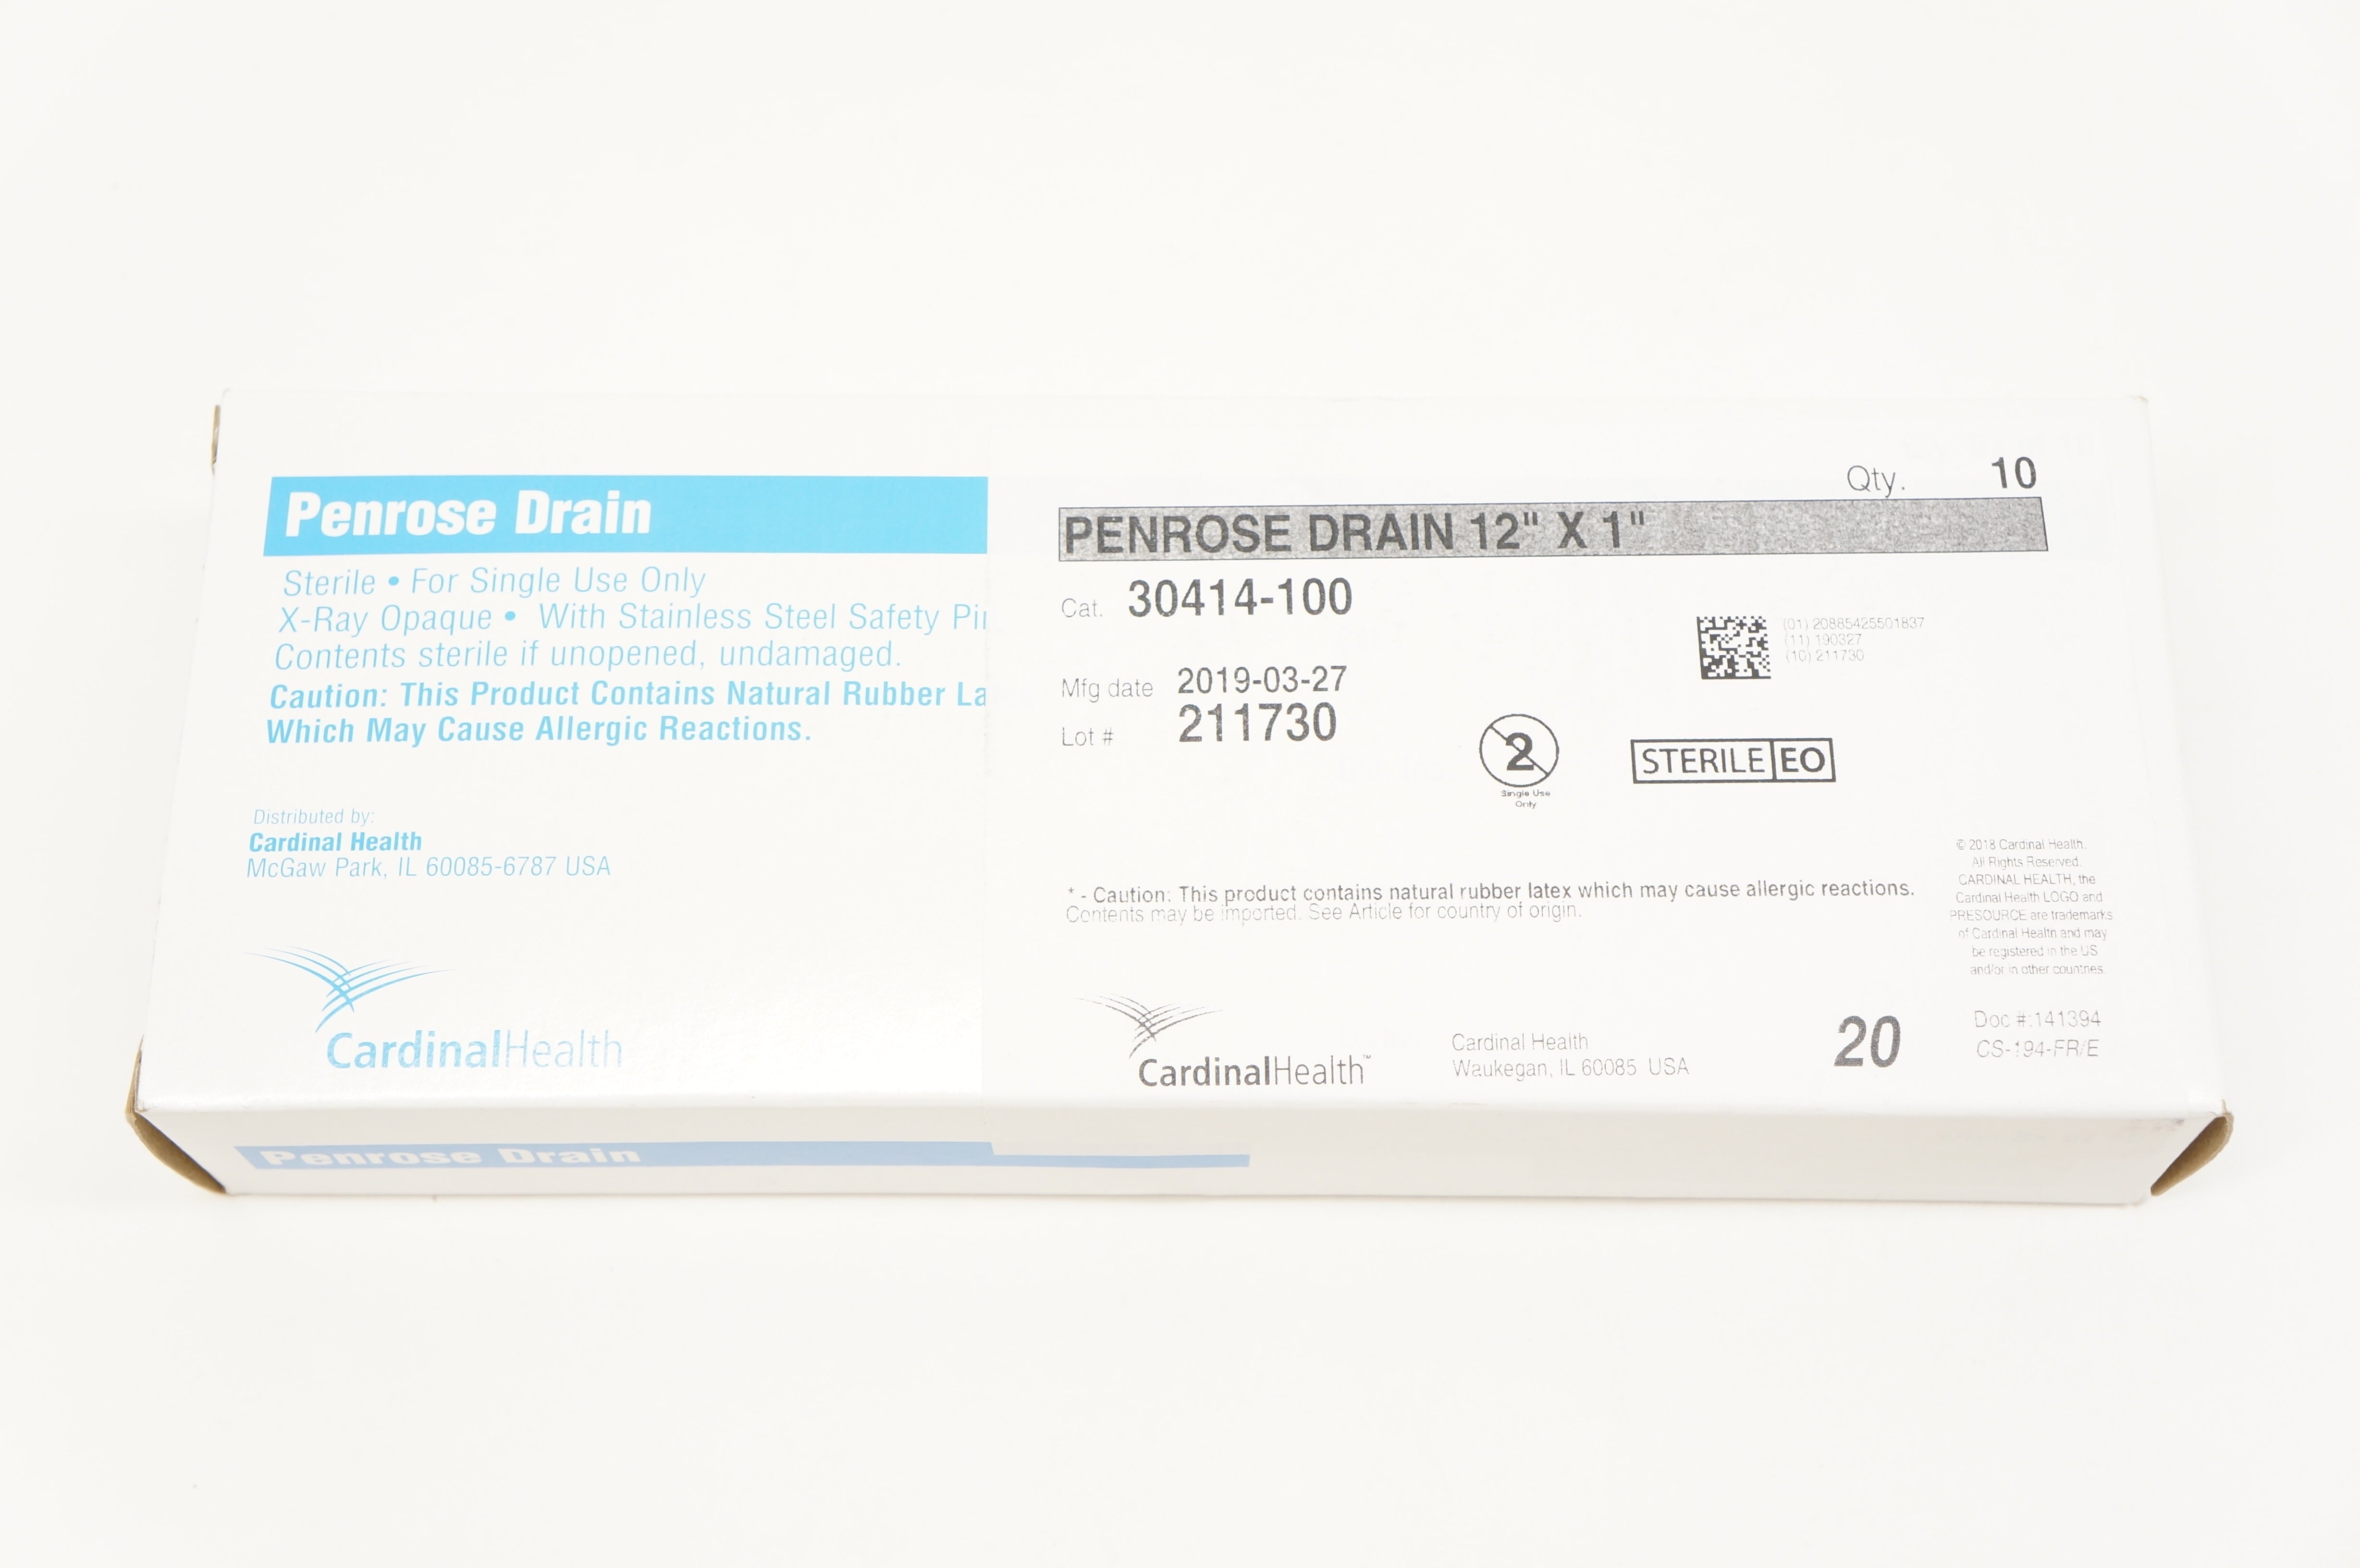 Penrose Drain
Sterile • For Single Use Only
X-Ray Opaque • With Stainless Steel Safety Pi
Contents sterile if unopened, undamaged.
Caution: This Product Contains Natural Rubber La
Which May Cause Allergic Reactions.
Distributed by:
Cardinal Health
McGaw Park, IL 60085-6787 USA
CardinalHealth
Qty. 10
PENROSE DRAIN 12" X 1"
Cat. 30414-100
(01) 20885425501837
(11) 190327
(10) 211730
Mfg date 2019-03-27
Lot # 211730
2
Single Use
Only
STERILE EO
* - Caution: This product contains natural rubber latex which may cause allergic reactions.
Contents may be imported. See Article for country of origin.
© 2018 Cardinal Health.
All Rights Reserved.
CARDINAL HEALTH, the
Cardinal Health LOGO and
PRESOURCE are trademarks
of Cardinal Health and may
be registered in the US
and/or in other countries.
CardinalHealth™
Cardinal Health
Waukegan, IL 60085 USA
20
Doc #:141394
CS-194-FR/E
Penrose Drain